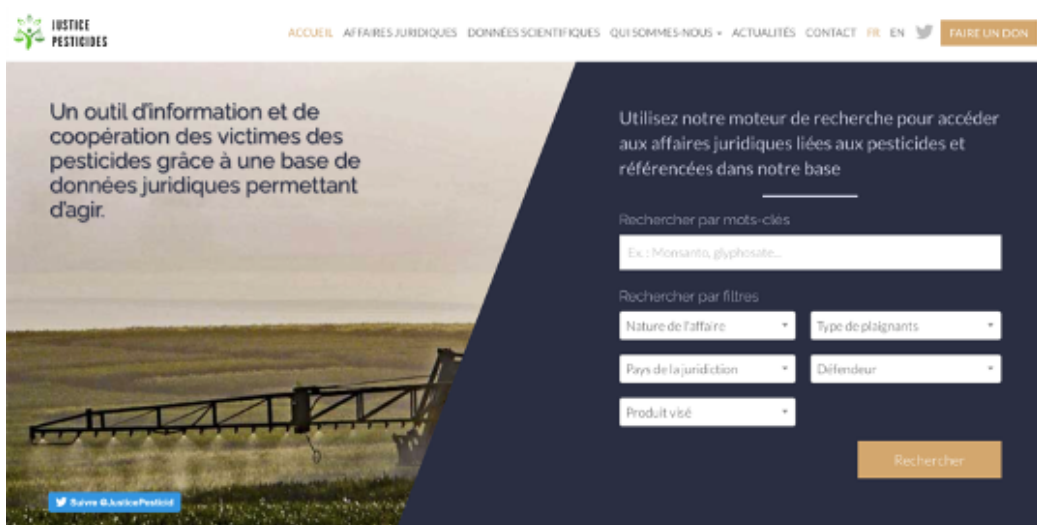 JUSTICE
PESTICIDES
ACCUEIL AFFAIRES JURIDIQUES DONNÉES SCIENTIFIQUES QUI SOMMES-NOUS ACTUALITÉS CONTACT FR EN FAIRE UN DON
Un outil d'information et de
coopération des victimes des
pesticides grâce à une base de
données juridiques permettant
d'agir.
Suivre @JusticePesticid
Utilisez notre moteur de recherche pour accéder
aux affaires juridiques liées aux pesticides et
référencées dans notre base
Rechercher par mots-clés
Ex : Monsanto, glyphosate...
Rechercher par filtres
Nature de l'affaire Type de plaignants
Pays de la juridiction Défendeur
Produit visé
Rechercher